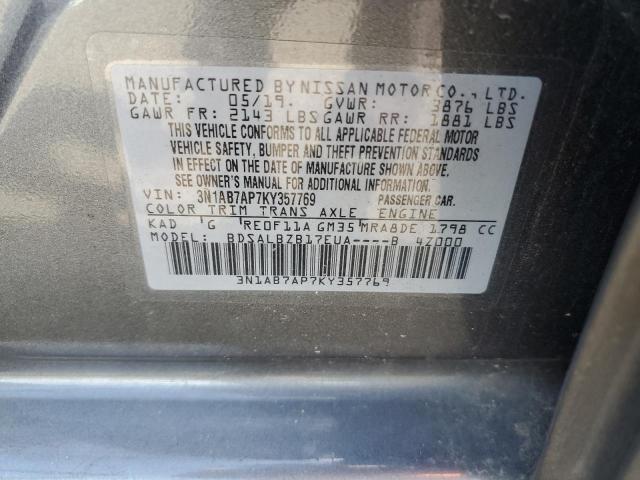 MANUFACTURED BY NISSAN MOTOR CO., LTD.
DATE: 05/19. GVWR: 3876 LBS
GAWR FR: 2143 LBS GAWR RR: 1881 LBS
THIS VEHICLE CONFORMS TO ALL APPLICABLE FEDERAL MOTOR
VEHICLE SAFETY, BUMPER AND THEFT PREVENTION STANDARDS
IN EFFECT ON THE DATE OF MANUFACTURE SHOWN ABOVE.
SEE OWNER'S MANUAL FOR ADDITIONAL INFORMATION.
VIN: 3N1AB7AP7KY357769 PASSENGER CAR.
COLOR TRIM TRANS AXLE ENGINE
KAD G RE0F11A GM35 MRA8DE 1798 CC
MODEL: BDSALBZB17EUA----B 4Z000
3N1AB7AP7KY357769